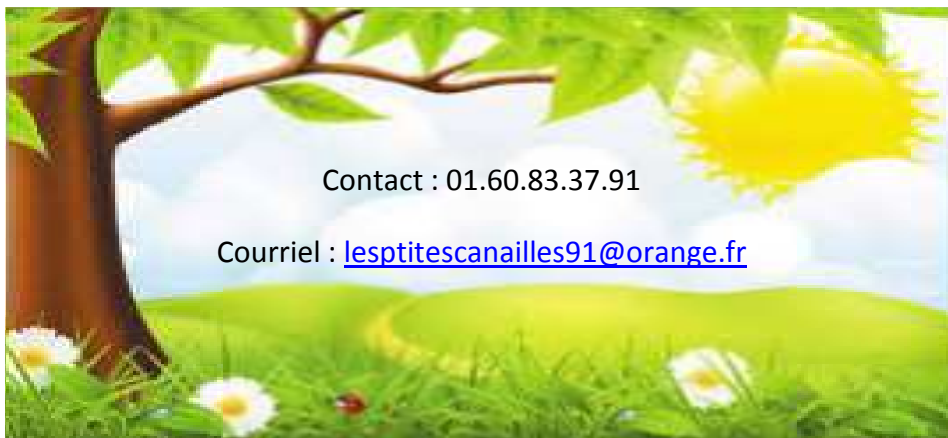 Contact : 01.60.83.37.91
Courriel : lesptitescanailles91@orange.fr